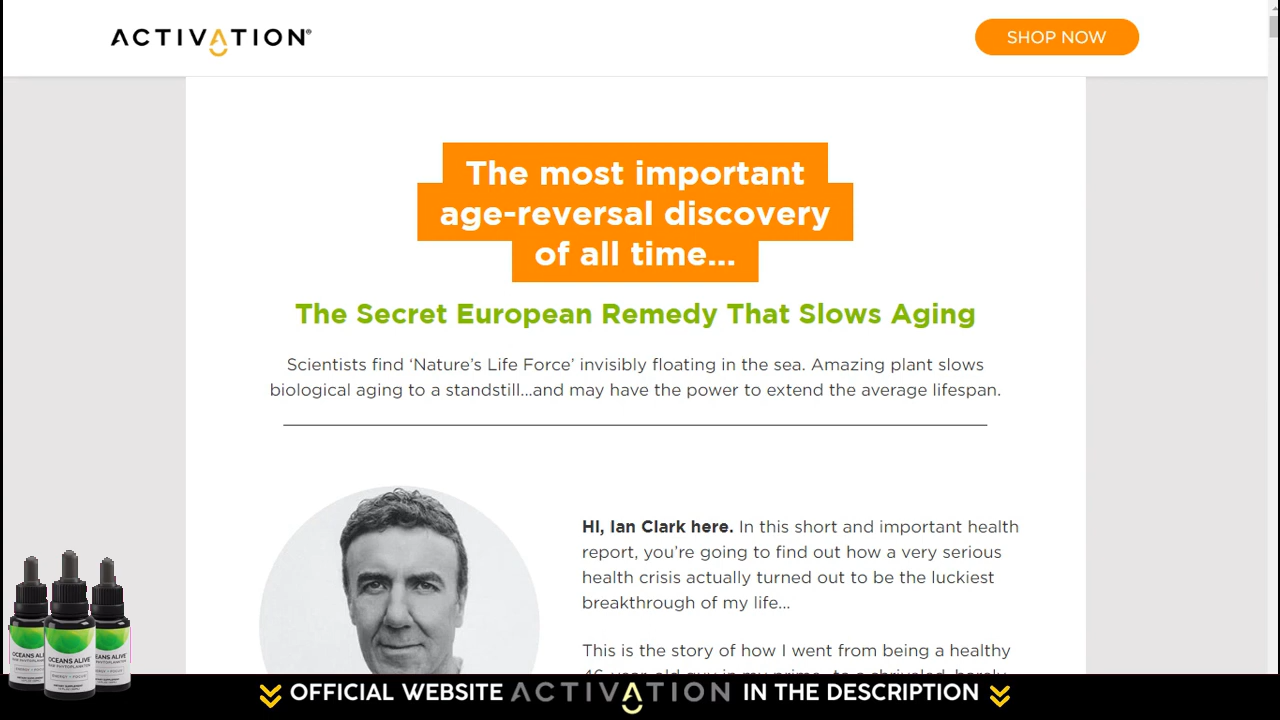 ACTIVATION®
SHOP NOW
The most important
age-reversal discovery
of all time...
The Secret European Remedy That Slows Aging
Scientists find ‘Nature’s Life Force’ invisibly floating in the sea. Amazing plant slows
biological aging to a standstill...and may have the power to extend the average lifespan.
HI, Ian Clark here. In this short and important health
report, you’re going to find out how a very serious
health crisis actually turned out to be the luckiest
breakthrough of my life...
This is the story of how I went from being a healthy
OCEANS ALIVE
OCEANS ALIVE
OCEANS ALIVE
OFFICIAL WEBSITE ACTIVATION IN THE DESCRIPTION